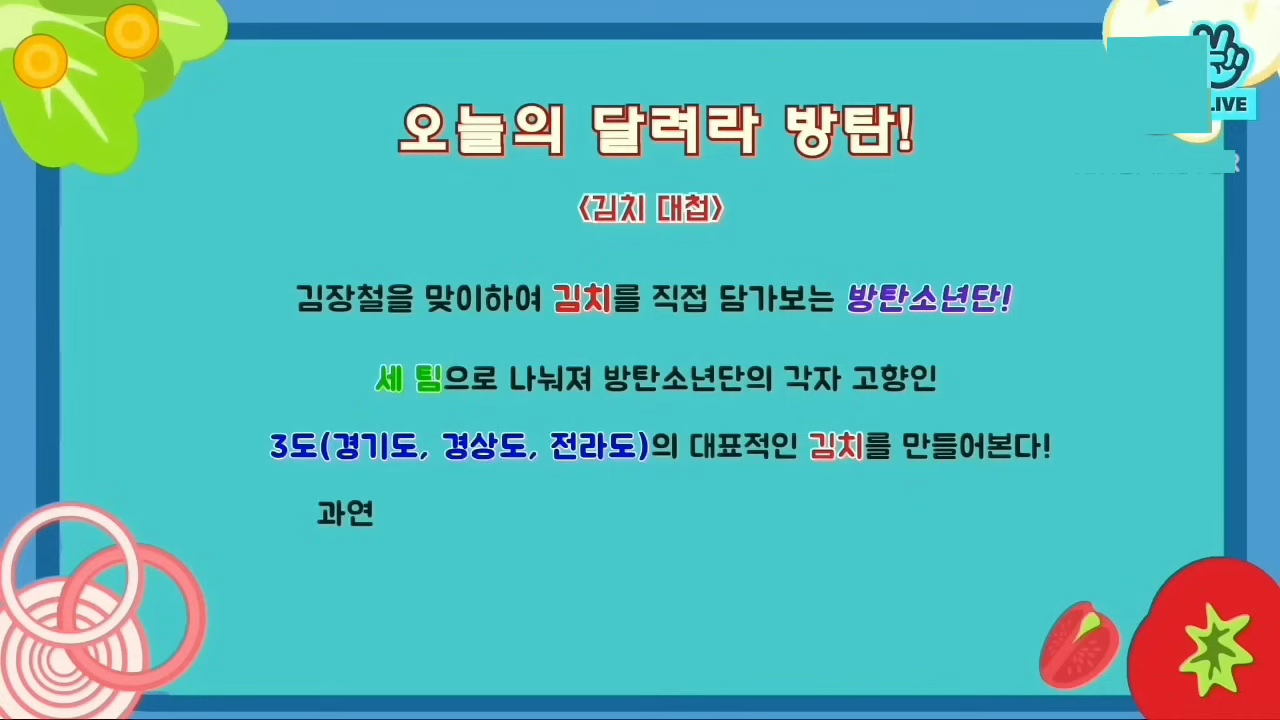 오늘의 달려라 방탄!
<김치 대첩>
김장철을 맞이하여 김치를 직접 담가보는 방탄소년단!
세 팀으로 나눠져 방탄소년단의 각자 고향인
3도(경기도, 경상도, 전라도)의 대표적인 김치를 만들어본다!
과연
LIVE